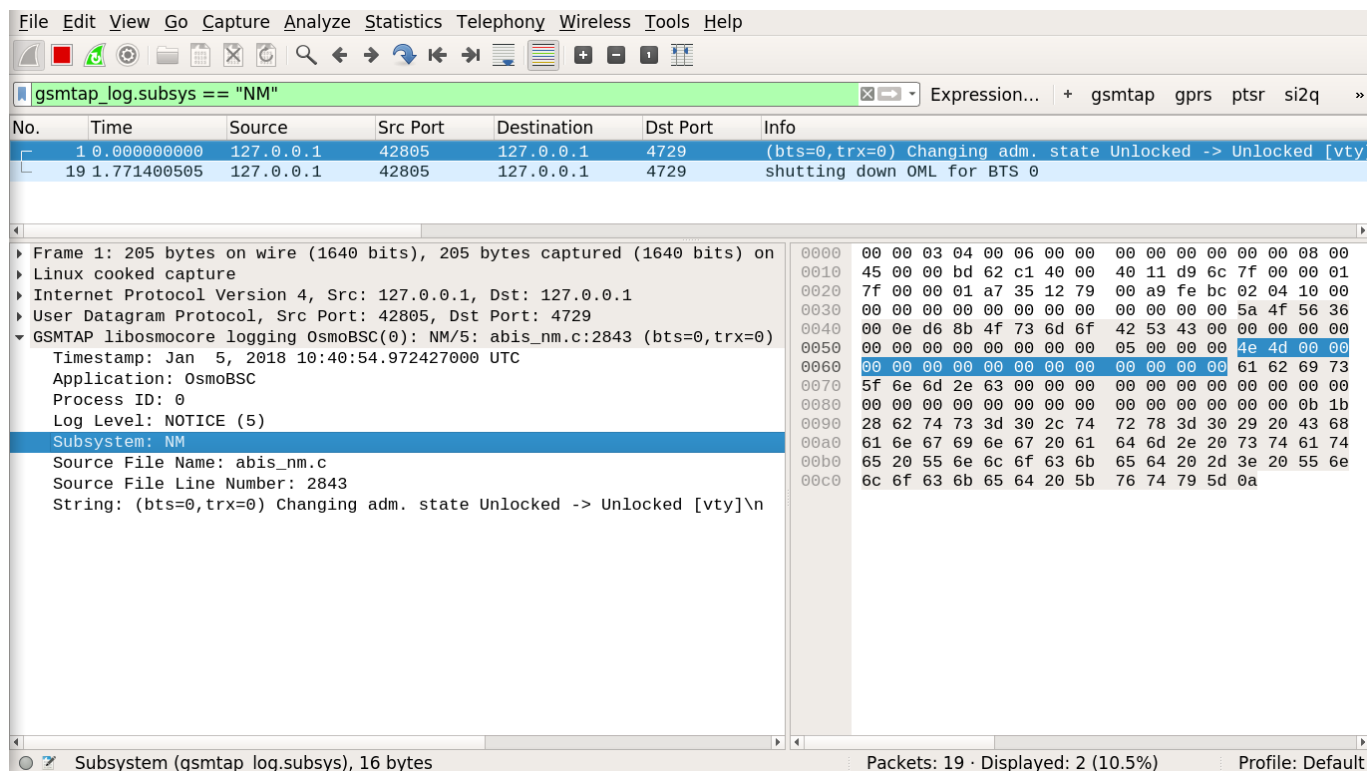 File Edit View Go Capture Analyze Statistics Telephony Wireless Tools Help
gsmtap_log.subsys == "NM" Expression... + gsmtap gprs ptsr si2q »
No. Time Source Src Port Destination Dst Port Info
1 0.000000000 127.0.0.1 42805 127.0.0.1 4729 (bts=0,trx=0) Changing adm. state Unlocked -> Unlocked [vty
19 1.771400505 127.0.0.1 42805 127.0.0.1 4729 shutting down OML for BTS 0
Frame 1: 205 bytes on wire (1640 bits), 205 bytes captured (1640 bits) on
Linux cooked capture
Internet Protocol Version 4, Src: 127.0.0.1, Dst: 127.0.0.1
User Datagram Protocol, Src Port: 42805, Dst Port: 4729
GSMTAP libosmocore logging OsmoBSC(0): NM/5: abis_nm.c:2843 (bts=0,trx=0)
Timestamp: Jan  5, 2018 10:40:54.972427000 UTC
Application: OsmoBSC
Process ID: 0
Log Level: NOTICE (5)
Subsystem: NM
Source File Name: abis_nm.c
Source File Line Number: 2843
String: (bts=0,trx=0) Changing adm. state Unlocked -> Unlocked [vty]\n
0000 00 00 03 04 00 06 00 00 00 00 00 00 00 00 08 00
0010 45 00 00 bd 62 c1 40 00 40 11 d9 6c 7f 00 00 01
0020 7f 00 00 01 a7 35 12 79 00 a9 fe bc 02 04 10 00
0030 00 00 00 00 00 00 00 00 00 00 00 00 5a 4f 56 36
0040 00 0e d6 8b 4f 73 6d 6f 42 53 43 00 00 00 00 00
0050 00 00 00 00 00 00 00 00 05 00 00 00 4e 4d 00 00
0060 00 00 00 00 00 00 00 00 00 00 00 00 61 62 69 73
0070 5f 6e 6d 2e 63 00 00 00 00 00 00 00 00 00 00 00
0080 00 00 00 00 00 00 00 00 00 00 00 00 00 00 0b 1b
0090 28 62 74 73 3d 30 2c 74 72 78 3d 30 29 20 43 68
00a0 61 6e 67 69 6e 67 20 61 64 6d 2e 20 73 74 61 74
00b0 65 20 55 6e 6c 6f 63 6b 65 64 20 2d 3e 20 55 6e
00c0 6c 6f 63 6b 65 64 20 5b 76 74 79 5d 0a
Subsystem (gsmtap_log.subsys), 16 bytes Packets: 19 · Displayed: 2 (10.5%) Profile: Default